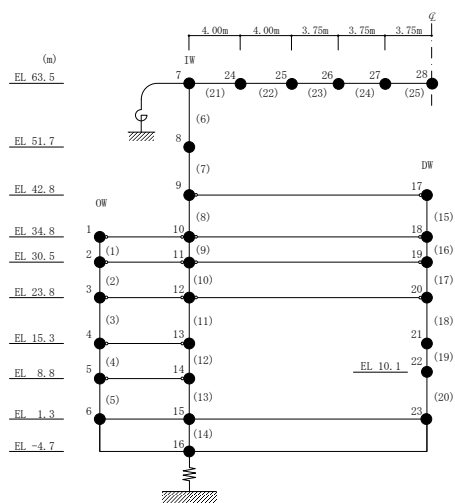 ℄
4.00m 4.00m 3.75m 3.75m 3.75m
(m)
IW
EL 63.5 7 24 25 26 27 28
(21) (22) (23) (24) (25)
(6)
EL 51.7 8
(7)
DW
EL 42.8 9 17
OW
(8) (15)
EL 34.8 1 10 18
(1) (9) (16)
EL 30.5 2 11 19
(2) (10) (17)
EL 23.8 3 12 20
(3) (11) (18)
EL 15.3 4 13 21
(4) (12) (19)
EL 10.1 22
EL 8.8 5 14
(5) (13) (20)
EL 1.3 6 15 23
(14)
EL -4.7 16